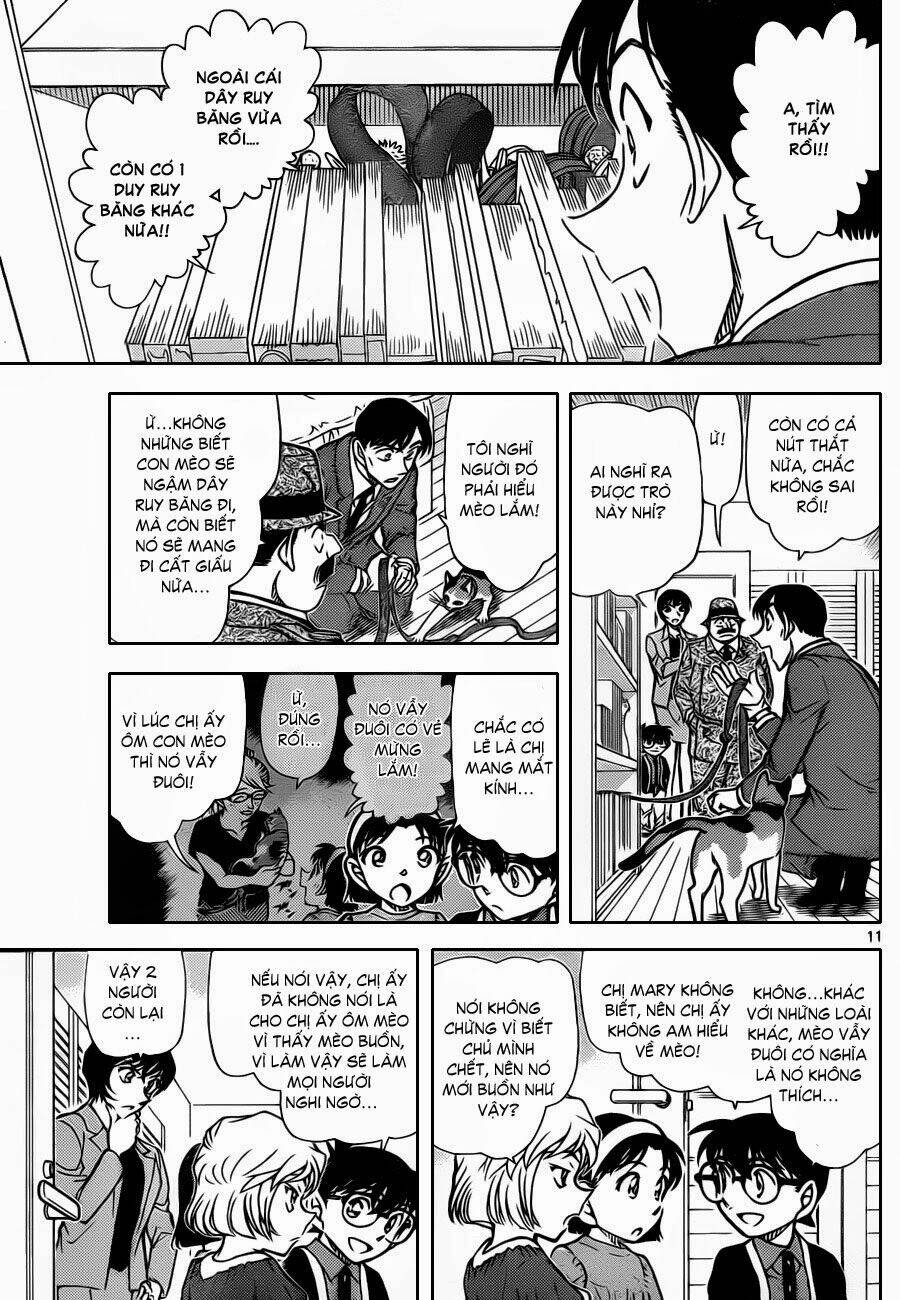 A, TÌM
THẤY
RỒI!!
NGOÀI CÁI
DÂY RUY
BĂNG VỪA
RỒI....
CÒN CÓ 1
DUY RUY
BĂNG KHÁC
NỮA!!
CÒN CÓ CẢ
NÚT THẮT
NỮA, CHẮC
KHÔNG SAI
RỒI!
Ừ!
AI NGHĨ RA
ĐƯỢC TRÒ
NÀY NHỈ?
TÔI NGHĨ
NGƯỜI ĐÓ
PHẢI HIỂU
MÈO LẮM!
Ừ...KHÔNG
NHỮNG BIẾT
CON MÈO SẼ
NGẬM DÂY
RUY BĂNG ĐI,
MÀ CÒN BIẾT
NÓ SẼ MANG
ĐI CẤT GIẤU
NỮA...
CHẮC CÓ
LẼ LÀ CHỊ
MANG MẮT
KÍNH...
NÓ VẪY
ĐUÔI CÓ VẺ
MỪNG
LẮM!
Ừ,
ĐÚNG
RỒI...
VÌ LÚC CHỊ ẤY
ÔM CON MÈO
THÌ NÓ VẪY
ĐUÔI!
11
KHÔNG...KHÁC
VỚI NHỮNG LOÀI
KHÁC, MÈO VẪY
ĐUÔI CÓ NGHĨA
LÀ NÓ KHÔNG
THÍCH...
CHỊ MARY KHÔNG
BIẾT, NÊN CHỊ ẤY
KHÔNG AM HIỂU
VỀ MÈO!
NÓI KHÔNG
CHỪNG VÌ BIẾT
CHỦ MÌNH
CHẾT, NÊN NÓ
MỚI BUỒN NHƯ
VẬY?
NẾU NÓI VẬY, CHỊ ẤY
ĐÃ KHÔNG NÓI LÀ
CHO CHỊ ẤY ÔM MÈO
VÌ THẤY MÈO BUỒN,
VÌ LÀM VẬY SẼ LÀM
MỌI NGƯỜI
NGHI NGỜ...
VẬY 2
NGƯỜI
CÒN LẠI
...